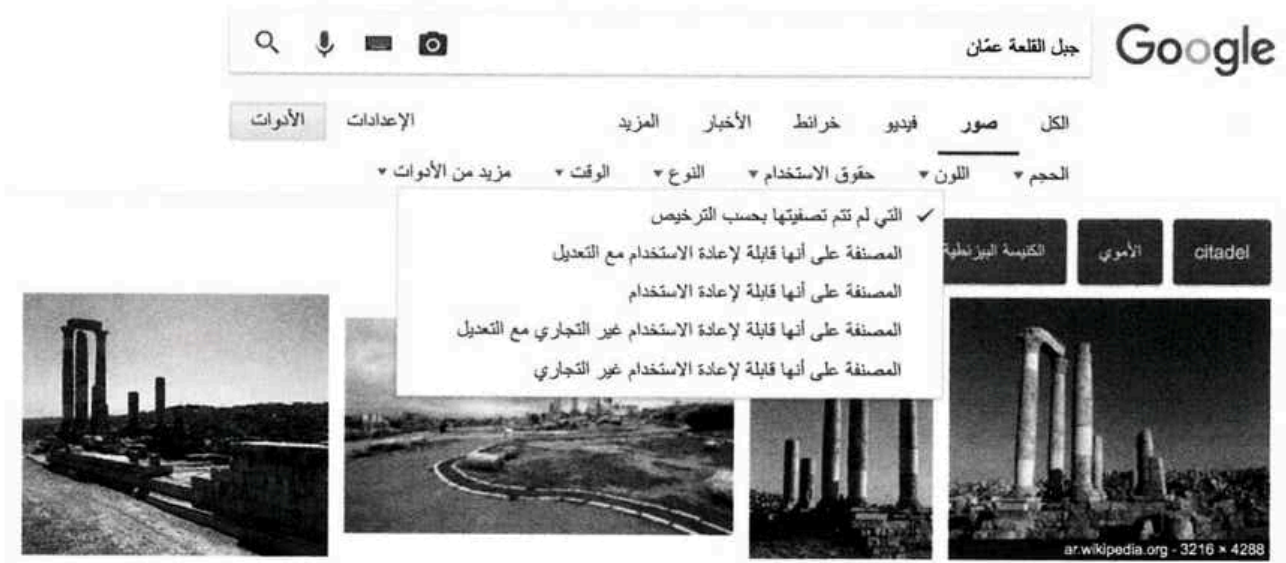 Google
جبل القلعة عمّان
الكل صور فيديو خرائط الأخبار المزيد الإعدادات الأدوات
الحجم اللون حقوق الاستخدام النوع الوقت مزيد من الأدوات
التي لم تتم تصفيتها بحسب الترخيص
المصنفة على أنها قابلة لإعادة الاستخدام مع التعديل
المصنفة على أنها قابلة لإعادة الاستخدام
المصنفة على أنها قابلة لإعادة الاستخدام غير التجاري مع التعديل
المصنفة على أنها قابلة لإعادة الاستخدام غير التجاري
citadel الأموي الكنيسة البيزنطية
ar.wikipedia.org - 3216 × 4288